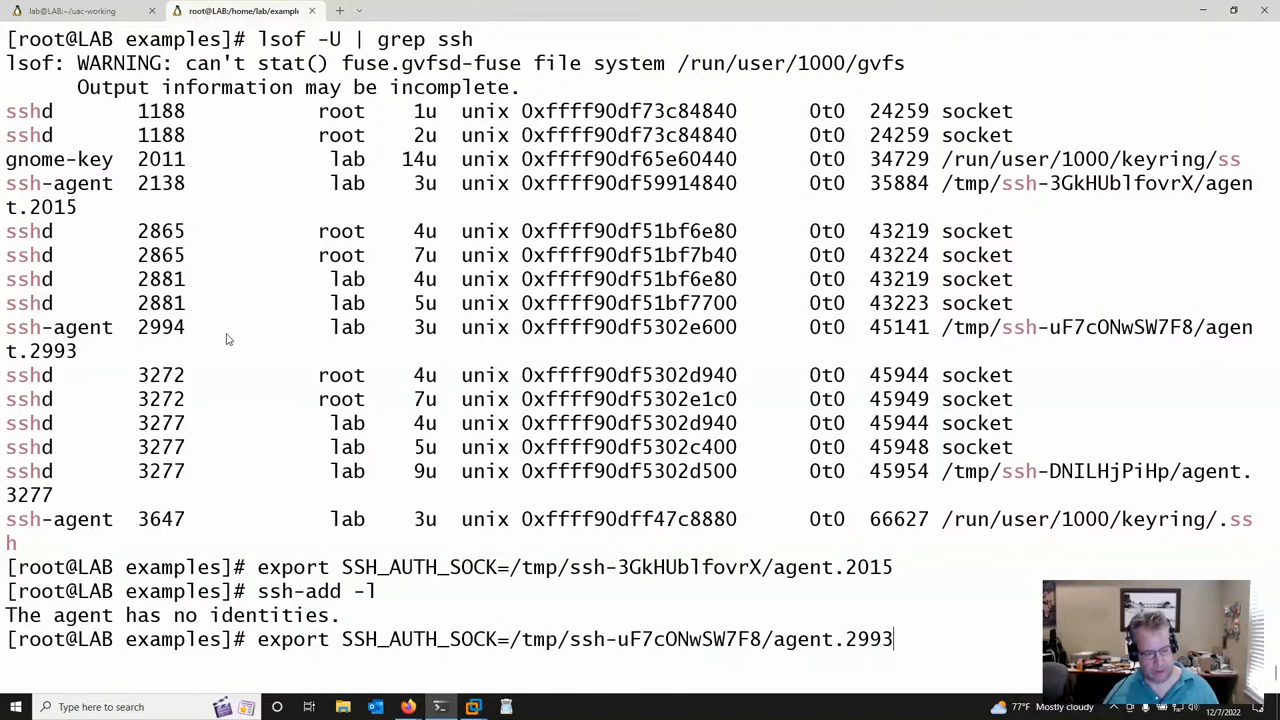 lab@LAB:~/uac-working
root@LAB:/home/lab/example
[root@LAB examples]# lsof -U | grep ssh
lsof: WARNING: can't stat() fuse.gvfsd-fuse file system /run/user/1000/gvfs
Output information may be incomplete.
sshd 1188 root 1u unix 0xffff90df73c84840 0t0 24259 socket
sshd 1188 root 2u unix 0xffff90df73c84840 0t0 24259 socket
gnome-key 2011 lab 14u unix 0xffff90df65e60440 0t0 34729 /run/user/1000/keyring/ss
ssh-agent 2138 lab 3u unix 0xffff90df59914840 0t0 35884 /tmp/ssh-3GkHUblfovrX/agen
t.2015
sshd 2865 root 4u unix 0xffff90df51bf6e80 0t0 43219 socket
sshd 2865 root 7u unix 0xffff90df51bf7b40 0t0 43224 socket
sshd 2881 lab 4u unix 0xffff90df51bf6e80 0t0 43219 socket
sshd 2881 lab 5u unix 0xffff90df51bf7700 0t0 43223 socket
ssh-agent 2994 lab 3u unix 0xffff90df5302e600 0t0 45141 /tmp/ssh-uF7cONwSW7F8/agen
t.2993
sshd 3272 root 4u unix 0xffff90df5302d940 0t0 45944 socket
sshd 3272 root 7u unix 0xffff90df5302e1c0 0t0 45949 socket
sshd 3277 lab 4u unix 0xffff90df5302d940 0t0 45944 socket
sshd 3277 lab 5u unix 0xffff90df5302c400 0t0 45948 socket
sshd 3277 lab 9u unix 0xffff90df5302d500 0t0 45954 /tmp/ssh-DNILHjPiHp/agent.
3277
ssh-agent 3647 lab 3u unix 0xffff90dff47c8880 0t0 66627 /run/user/1000/keyring/.ss
h
[root@LAB examples]# export SSH_AUTH_SOCK=/tmp/ssh-3GkHUblfovrX/agent.2015
[root@LAB examples]# ssh-add -l
The agent has no identities.
[root@LAB examples]# export SSH_AUTH_SOCK=/tmp/ssh-uF7cONwSW7F8/agent.2993
Type here to search
77°F Mostly cloudy
12/7/2022